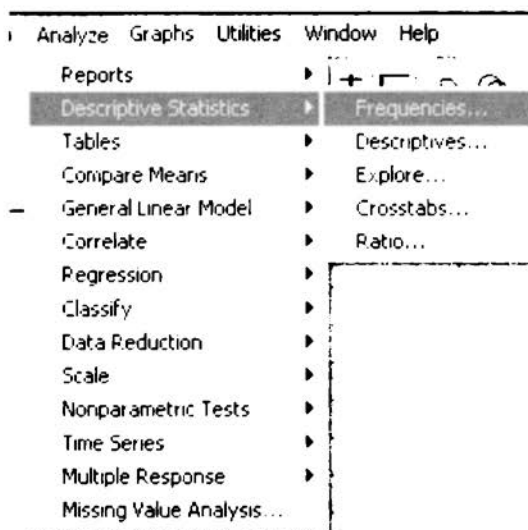 Analyze Graphs Utilities Window Help
Reports
Descriptive Statistics Frequencies...
Tables Descriptives...
Compare Means Explore...
General Linear Model Crosstabs...
Correlate Ratio...
Regression
Classify
Data Reduction
Scale
Nonparametric Tests
Time Series
Multiple Response
Missing Value Analysis...